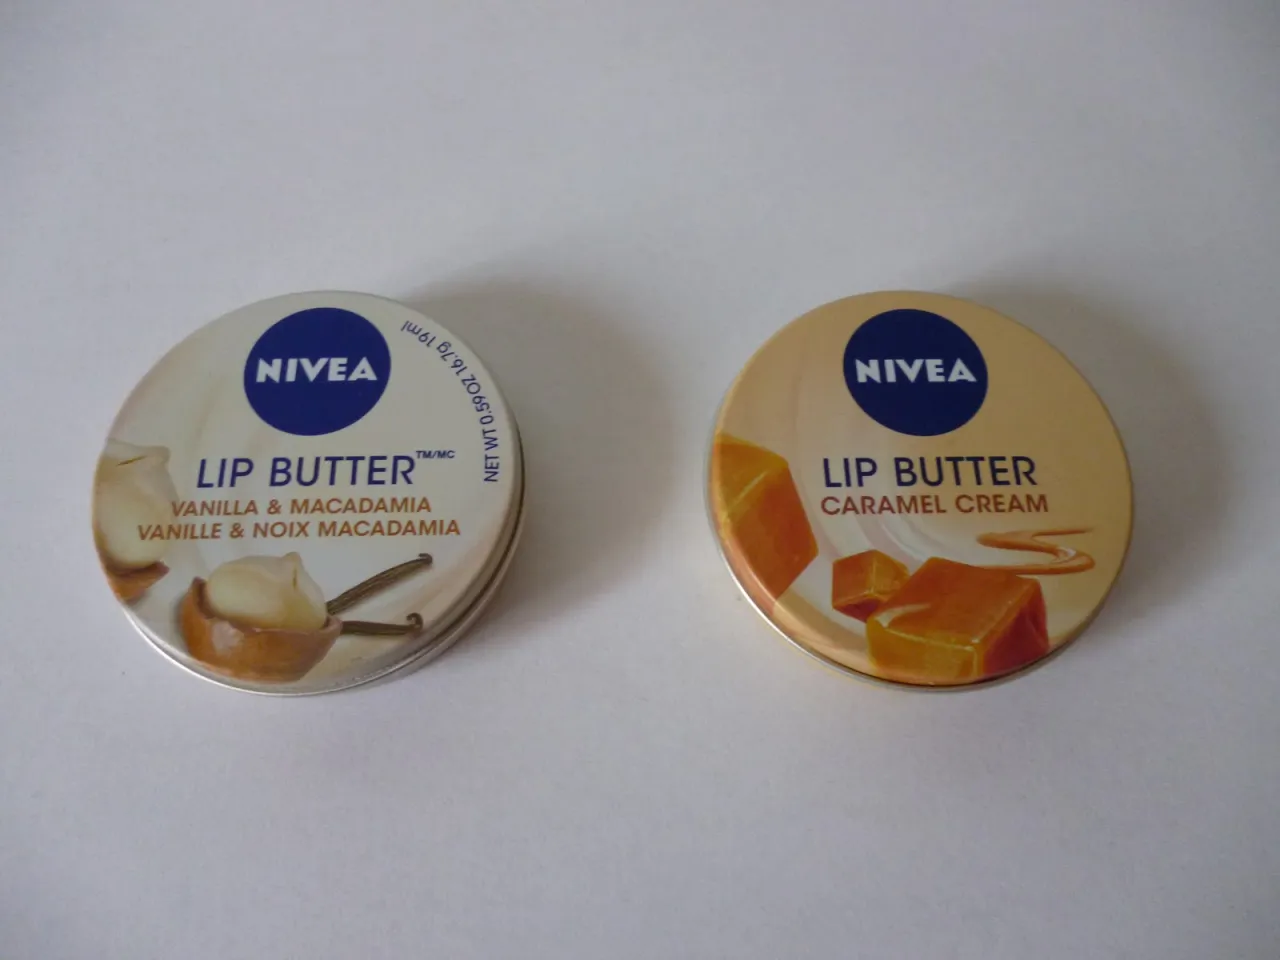 NIVEA
LIP BUTTER™/MC
VANILLA & MACADAMIA
VANILLE & NOIX MACADAMIA
NET WT 0.59OZ 16.7g 19ml
NIVEA
LIP BUTTER
CARAMEL CREAM